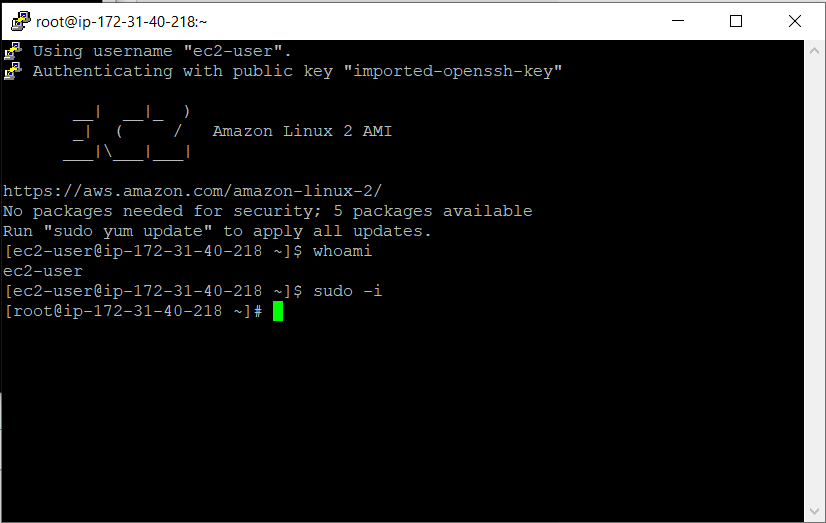 root@ip-172-31-40-218:~
Using username "ec2-user".
Authenticating with public key "imported-openssh-key"
       __|  __|_  )
       _|  (     /   Amazon Linux 2 AMI
      ___|\___|___|
https://aws.amazon.com/amazon-linux-2/
No packages needed for security; 5 packages available
Run "sudo yum update" to apply all updates.
[ec2-user@ip-172-31-40-218 ~]$ whoami
ec2-user
[ec2-user@ip-172-31-40-218 ~]$ sudo -i
[root@ip-172-31-40-218 ~]#